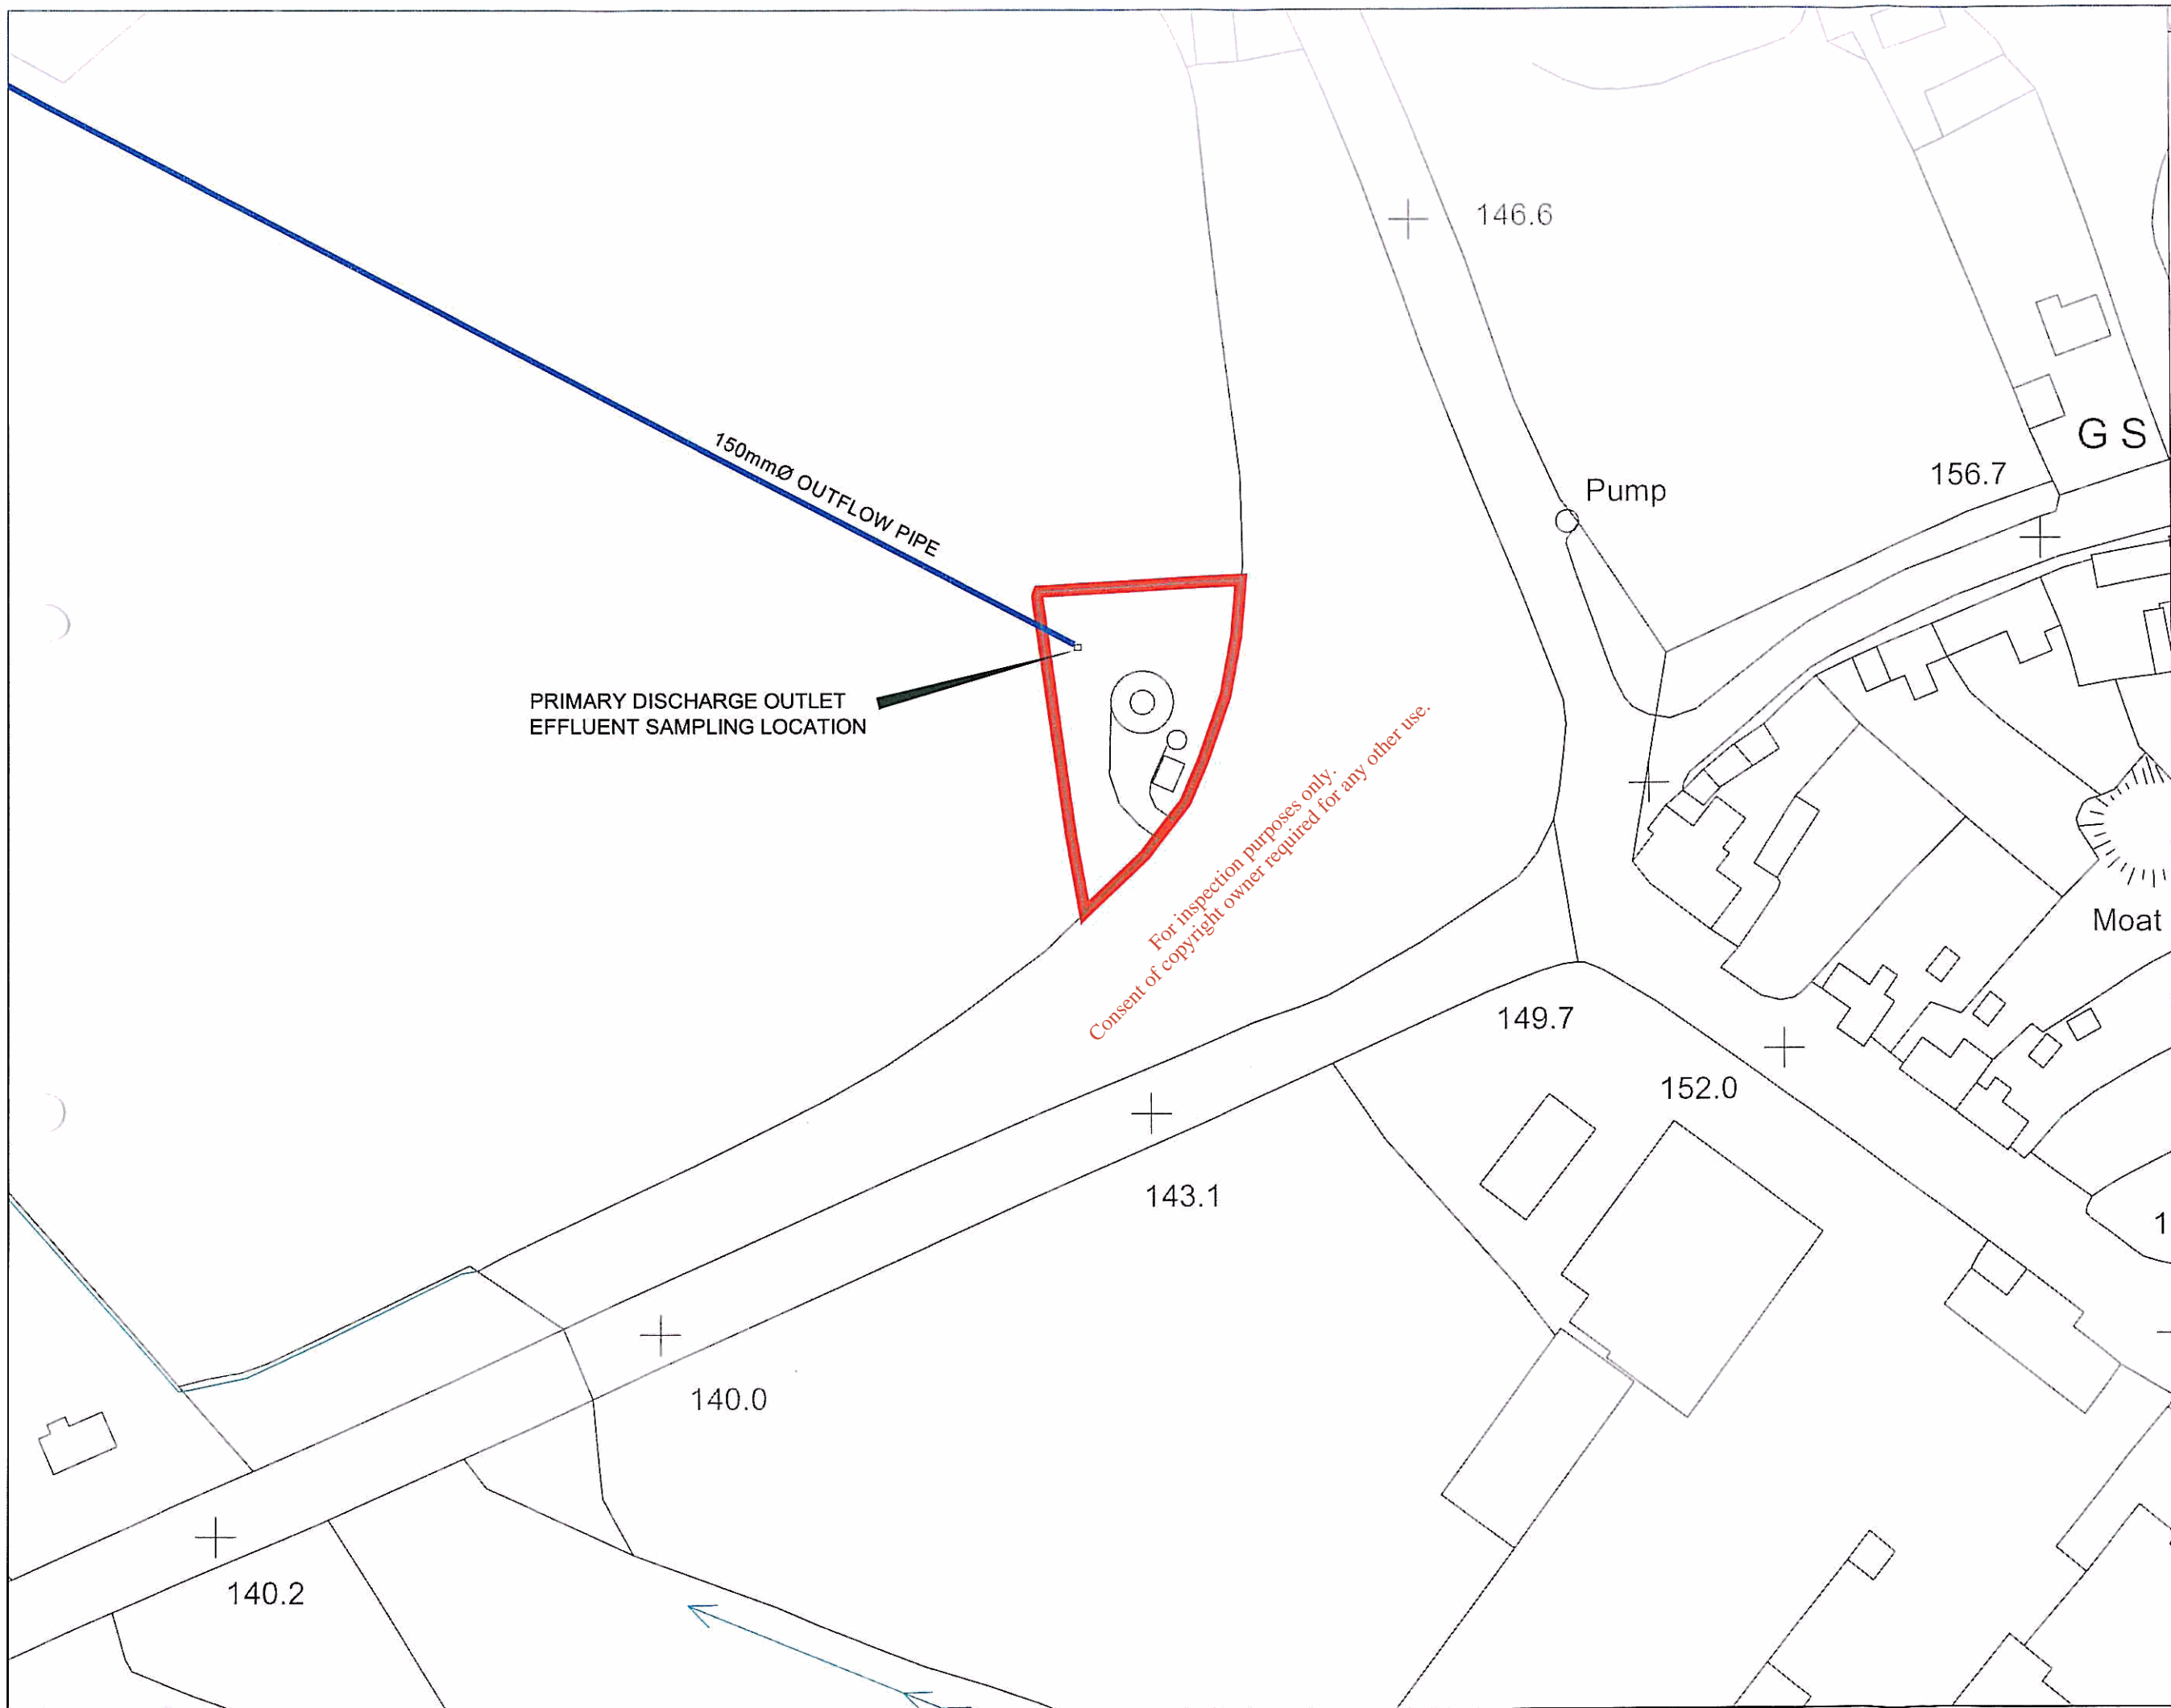 146.6
G S
156.7
Pump
150mmØ OUTFLOW PIPE
PRIMARY DISCHARGE OUTLET
EFFLUENT SAMPLING LOCATION
For inspection purposes only.
Consent of copyright owner required for any other use.
Moat
149.7
152.0
143.1
1
140.0
140.2